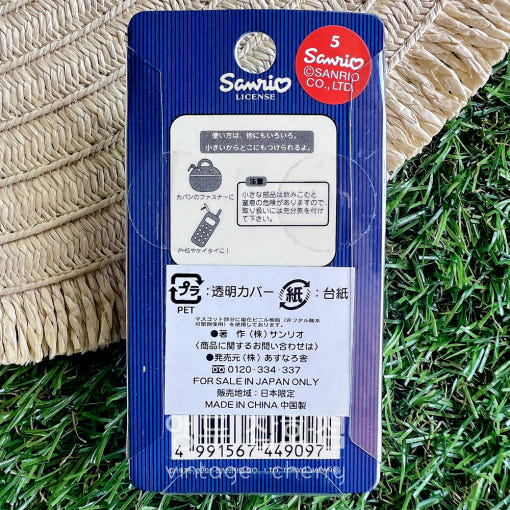 5
Sanrio
©SANRIO
CO., LTD.
Sanrio
LICENSE
使い方は、他にもいろいろ。
小さいからどこにもつけられるよ。
カバンのファスナーに
注意
小さな部品は飲みこむと
窒息の危険がありますので、
取り扱いには充分気を付け
て下さい。
PHSやケイタイに!
プラ :透明カバー 紙 :台紙
PET
マスコット部分に塩化ビニル樹脂(非フタル酸系
可塑剤使用)を使用しております。
●著 作(株)サンリオ
〈商品に関するお問い合わせは〉
●発売元(株)あすなろ舎
0120-334-337
FOR SALE IN JAPAN ONLY
販売地域:日本限定
MADE IN CHINA 中国製
4 991567 449097
vintage cherry